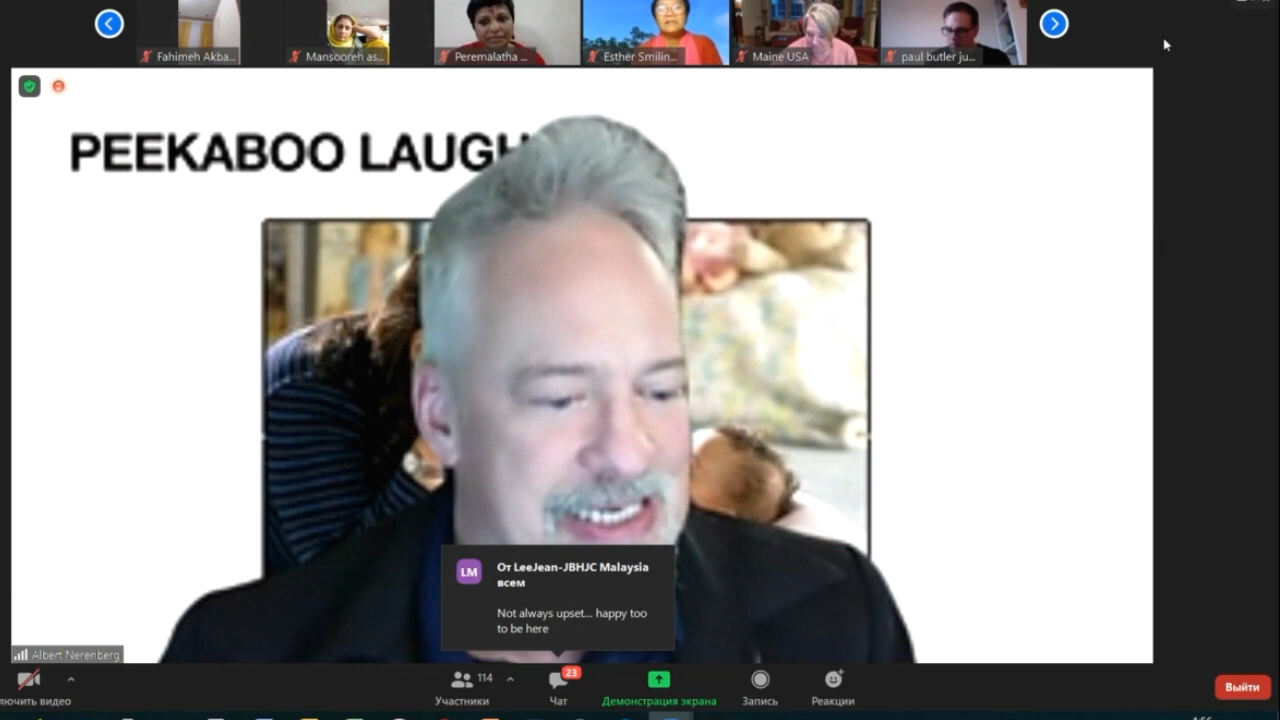 Fahimeh Akba...
Mansooreh as...
Peremalatha ...
Esther Smilin...
Maine USA
paul butler ju...
PEEKABOO LAUGH
LM
От LeeJean-JBHJC Malaysia
всем
Not always upset... happy too
to be here
Albert Nerenberg
лючить видео
114
Участники
23
Чат
Демонстрация экрана
Запись
Реакции
Выйти